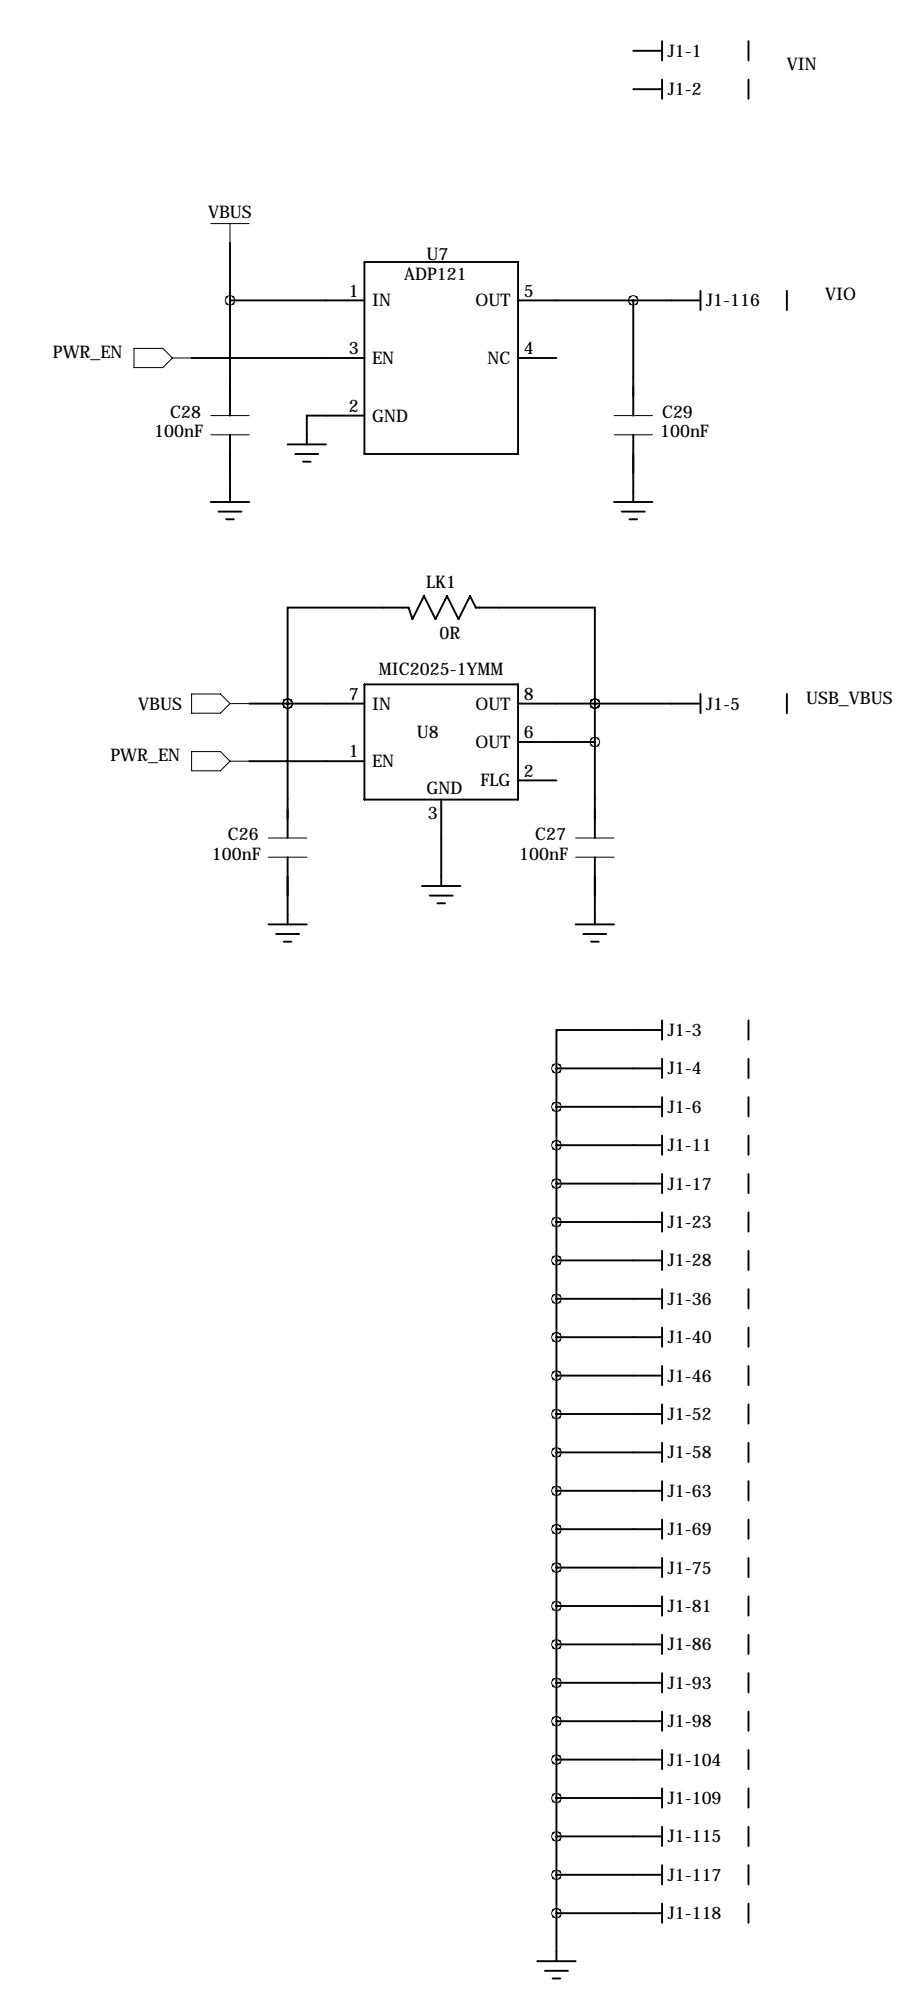 J1-1
VIN
J1-2
VBUS
U7
ADP121
1 IN OUT 5 J1-116 VIO
PWR_EN 3 EN NC 4
2 GND
C28
100nF
C29
100nF
LK1
0R
MIC2025-1YMM
VBUS 7 IN OUT 8 J1-5 USB_VBUS
U8
OUT 6
PWR_EN 1 EN
FLG 2
GND
3
C26
100nF
C27
100nF
J1-3
J1-4
J1-6
J1-11
J1-17
J1-23
J1-28
J1-36
J1-40
J1-46
J1-52
J1-58
J1-63
J1-69
J1-75
J1-81
J1-86
J1-93
J1-98
J1-104
J1-109
J1-115
J1-117
J1-118